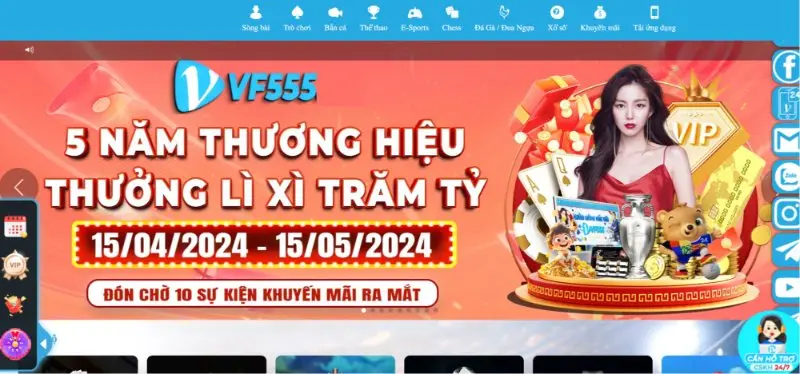 Sòng bài
Trò chơi
Bắn cá
Thể thao
E-Sports
Chess
Đá Gà / Đua Ngựa
Xổ số
Khuyến mãi
Tải ứng dụng
VF555
5 NĂM THƯƠNG HIỆU
THƯỞNG LÌ XÌ TRĂM TỶ
15/04/2024 - 15/05/2024
ĐÓN CHỜ 10 SỰ KIỆN KHUYẾN MÃI RA MẮT
VIP
VIP
24
Zalo
CẦN HỖ TRỢ
CSKH 24/7